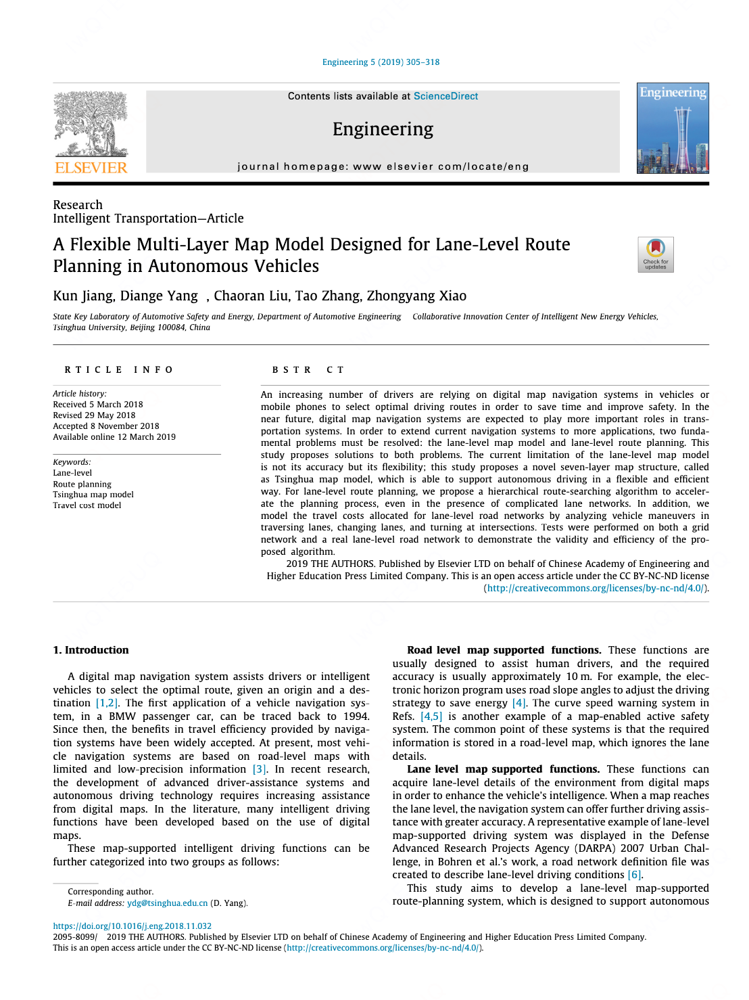 Engineering 5 (2019) 305–318
ELSEVIER
Contents lists available at ScienceDirect
Engineering
journal homepage: www elsevier com/locate/eng
Engineering
Research
Intelligent Transportation—Article
A Flexible Multi-Layer Map Model Designed for Lane-Level Route
Planning in Autonomous Vehicles
Check for
updates
Kun Jiang, Diange Yang , Chaoran Liu, Tao Zhang, Zhongyang Xiao
State Key Laboratory of Automotive Safety and Energy, Department of Automotive Engineering Collaborative Innovation Center of Intelligent New Energy Vehicles,
Tsinghua University, Beijing 100084, China
RTICLE INFO
Article history:
Received 5 March 2018
Revised 29 May 2018
Accepted 8 November 2018
Available online 12 March 2019
Keywords:
Lane-level
Route planning
Tsinghua map model
Travel cost model
BSTR CT
An increasing number of drivers are relying on digital map navigation systems in vehicles or
mobile phones to select optimal driving routes in order to save time and improve safety. In the
near future, digital map navigation systems are expected to play more important roles in trans-
portation systems. In order to extend current navigation systems to more applications, two funda-
mental problems must be resolved: the lane-level map model and lane-level route planning. This
study proposes solutions to both problems. The current limitation of the lane-level map model
is not its accuracy but its flexibility; this study proposes a novel seven-layer map structure, called
as Tsinghua map model, which is able to support autonomous driving in a flexible and efficient
way. For lane-level route planning, we propose a hierarchical route-searching algorithm to acceler-
ate the planning process, even in the presence of complicated lane networks. In addition, we
model the travel costs allocated for lane-level road networks by analyzing vehicle maneuvers in
traversing lanes, changing lanes, and turning at intersections. Tests were performed on both a grid
network and a real lane-level road network to demonstrate the validity and efficiency of the pro-
posed algorithm.
2019 THE AUTHORS. Published by Elsevier LTD on behalf of Chinese Academy of Engineering and
Higher Education Press Limited Company. This is an open access article under the CC BY-NC-ND license
(http://creativecommons.org/licenses/by-nc-nd/4.0/).
1. Introduction
A digital map navigation system assists drivers or intelligent
vehicles to select the optimal route, given an origin and a des-
tination [1,2]. The first application of a vehicle navigation sys-
tem, in a BMW passenger car, can be traced back to 1994.
Since then, the benefits in travel efficiency provided by naviga-
tion systems have been widely accepted. At present, most vehi-
cle navigation systems are based on road-level maps with
limited and low-precision information [3]. In recent research,
the development of advanced driver-assistance systems and
autonomous driving technology requires increasing assistance
from digital maps. In the literature, many intelligent driving
functions have been developed based on the use of digital
maps.
These map-supported intelligent driving functions can be
further categorized into two groups as follows:
Road level map supported functions. These functions are
usually designed to assist human drivers, and the required
accuracy is usually approximately 10 m. For example, the elec-
tronic horizon program uses road slope angles to adjust the driving
strategy to save energy [4]. The curve speed warning system in
Refs. [4,5] is another example of a map-enabled active safety
system. The common point of these systems is that the required
information is stored in a road-level map, which ignores the lane
details.
Lane level map supported functions. These functions can
acquire lane-level details of the environment from digital maps
in order to enhance the vehicle's intelligence. When a map reaches
the lane level, the navigation system can offer further driving assis-
tance with greater accuracy. A representative example of lane-level
map-supported driving system was displayed in the Defense
Advanced Research Projects Agency (DARPA) 2007 Urban Chal-
lenge, in Bohren et al.'s work, a road network definition file was
created to describe lane-level driving conditions [6].
This study aims to develop a lane-level map-supported
route-planning system, which is designed to support autonomous
Corresponding author.
E-mail address: ydg@tsinghua.edu.cn (D. Yang).
https://doi.org/10.1016/j.eng.2018.11.032
2095-8099/ 2019 THE AUTHORS. Published by Elsevier LTD on behalf of Chinese Academy of Engineering and Higher Education Press Limited Company.
This is an open access article under the CC BY-NC-ND license (http://creativecommons.org/licenses/by-nc-nd/4.0/).